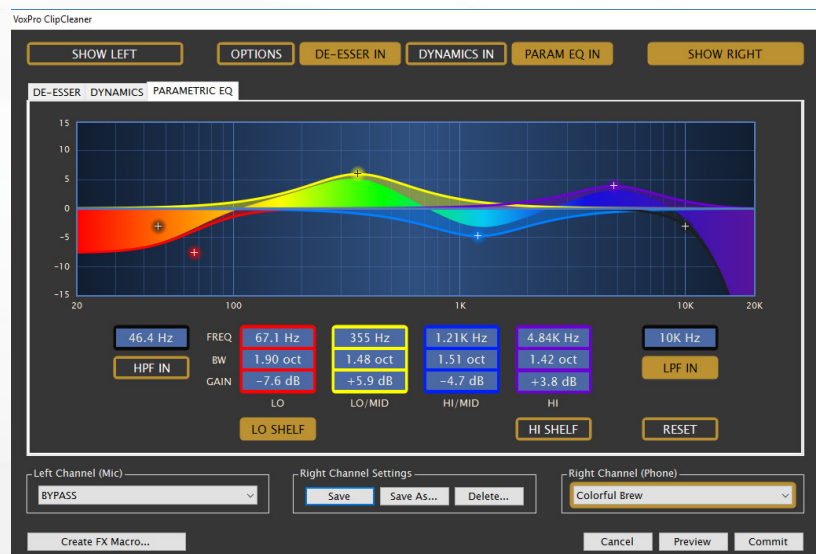 VoxPro ClipCleaner
SHOW LEFT OPTIONS DE-ESSER IN DYNAMICS IN PARAM EQ IN SHOW RIGHT
DE-ESSER DYNAMICS PARAMETRIC EQ
15
10
5
0
-5
-10
-15
20 100 1K 10K 20K
46.4 Hz FREQ 67.1 Hz 355 Hz 1.21K Hz 4.84K Hz 10K Hz
HPF IN BW 1.90 oct 1.48 oct 1.51 oct 1.42 oct LPF IN
GAIN -7.6 dB +5.9 dB -4.7 dB +3.8 dB
LO LO/MID HI/MID HI
LO SHELF HI SHELF RESET
Left Channel (Mic) Right Channel Settings Right Channel (Phone)
BYPASS Save Save As... Delete... Colorful Brew
Create FX Macro... Cancel Preview Commit